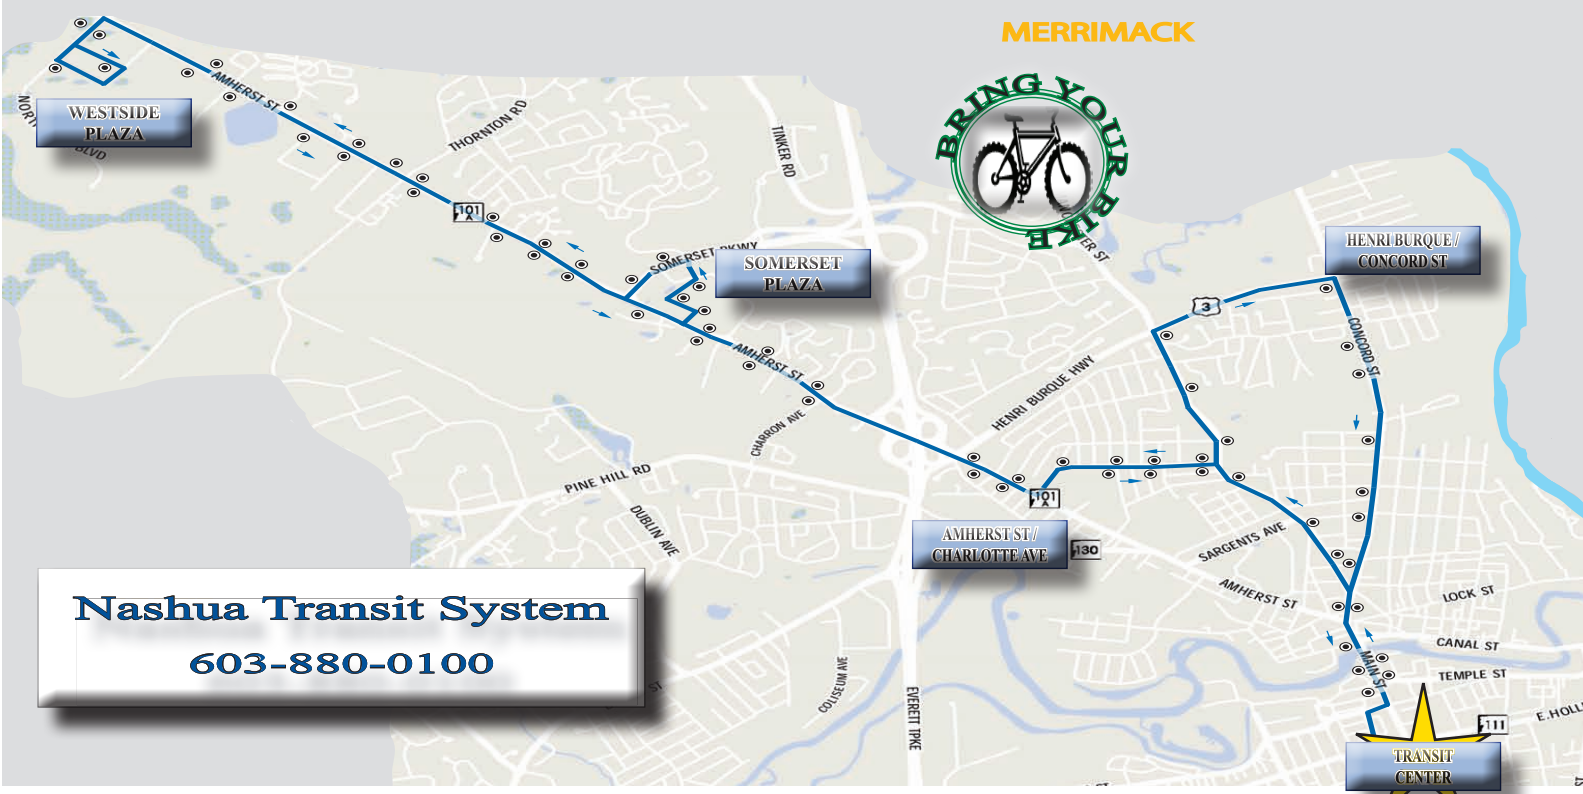 MERRIMACK
BRING YOUR BIKE
AMHERST ST
WESTSIDE
PLAZA
BLVD
THORNTON RD
TINKER RD
101
A
SOMERSET PKWY
SOMERSET
PLAZA
HENRI BURQUE /
CONCORD ST
3
CONCORD ST
AMHERST ST
HENRI BURQUE HWY
CHARRON AVE
PINE HILL RD
DUBLIN AVE
101
A
AMHERST ST /
CHARLOTTE AVE
130
SARGENTS AVE
AMHERST ST
LOCK ST
CANAL ST
TEMPLE ST
MAIN ST
Nashua Transit System
603-880-0100
ST
COLISEUM AVE
EVERETT TPKE
111
TRANSIT
CENTER
ST